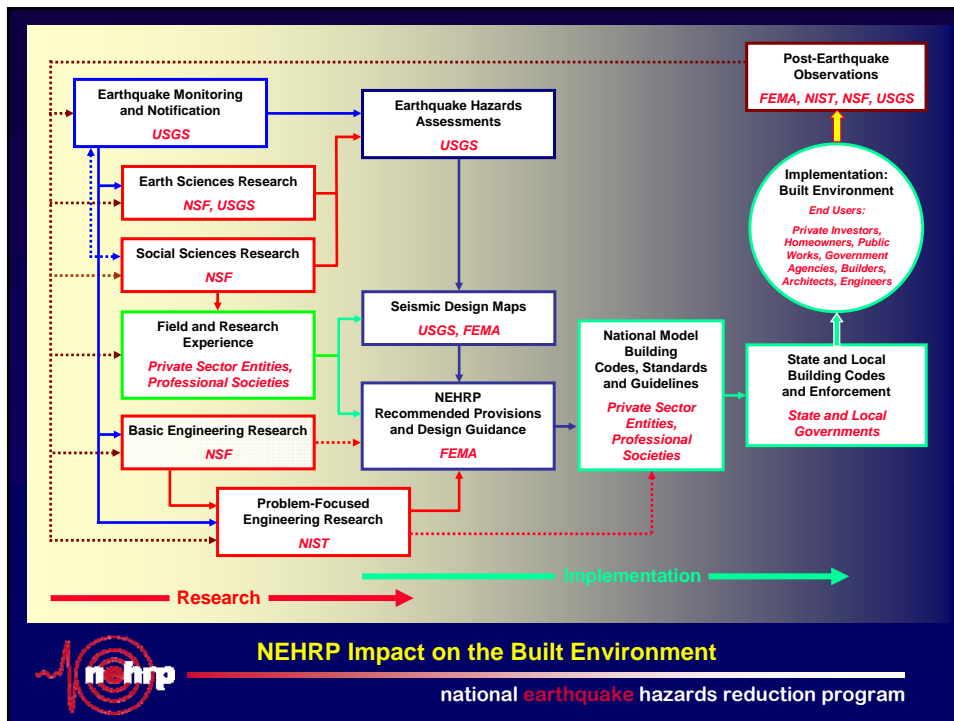 Post-Earthquake
Observations
FEMA, NIST, NSF, USGS
Earthquake Monitoring
and Notification
USGS
Earthquake Hazards
Assessments
USGS
Earth Sciences Research
NSF, USGS
Implementation:
Built Environment
End Users:
Private Investors,
Homeowners, Public
Works, Government
Agencies, Builders,
Architects, Engineers
Social Sciences Research
NSF
Field and Research
Experience
Private Sector Entities,
Professional Societies
Seismic Design Maps
USGS, FEMA
National Model
Building
Codes, Standards
and Guidelines
Private Sector
Entities,
Professional
Societies
State and Local
Building Codes
and Enforcement
State and Local
Governments
NEHRP
Recommended Provisions
and Design Guidance
FEMA
Basic Engineering Research
NSF
Problem-Focused
Engineering Research
NIST
Implementation
Research
NEHRP Impact on the Built Environment
nehrp
national earthquake hazards reduction program